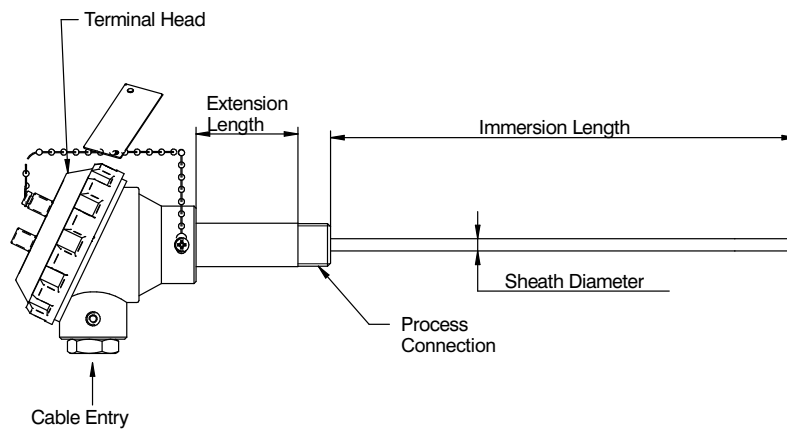 Terminal Head
Extension
Length
Immersion Length
Sheath Diameter
Process
Connection
Cable Entry